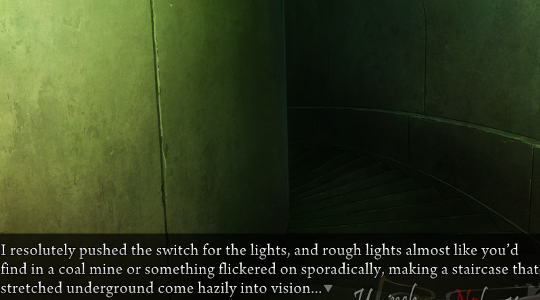 I resolutely pushed the switch for the lights, and rough lights almost like you’d
find in a coal mine or something flickered on sporadically, making a staircase that
stretched underground come hazily into vision...